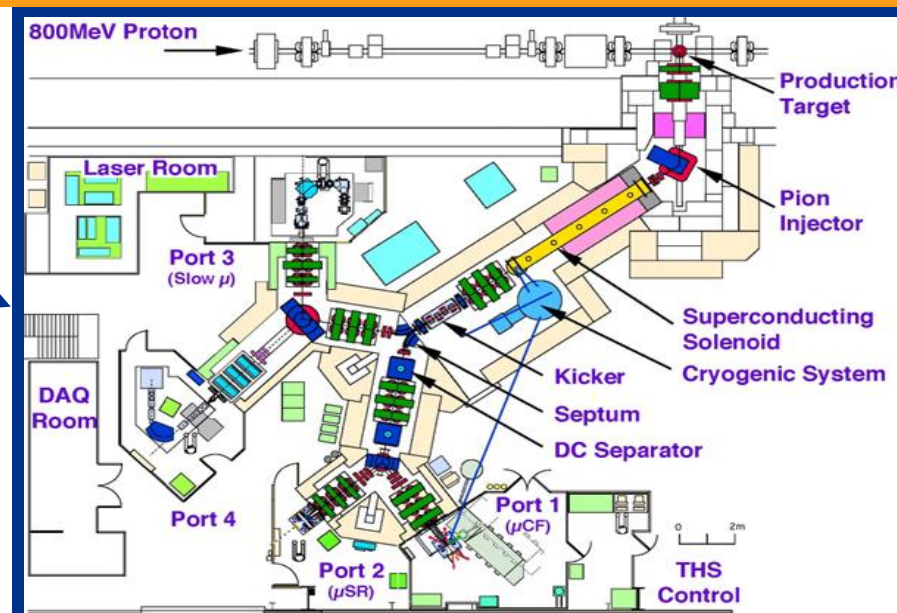 800MeV Proton
Production
Target
Laser Room
Pion
Injector
Port 3
(Slow μ)
Superconducting
Solenoid
Kicker
Cryogenic System
DAQ
Room
Septum
DC Separator
Port 1
(μCF)
Port 4
0 2m
Port 2
(μSR)
THS
Control